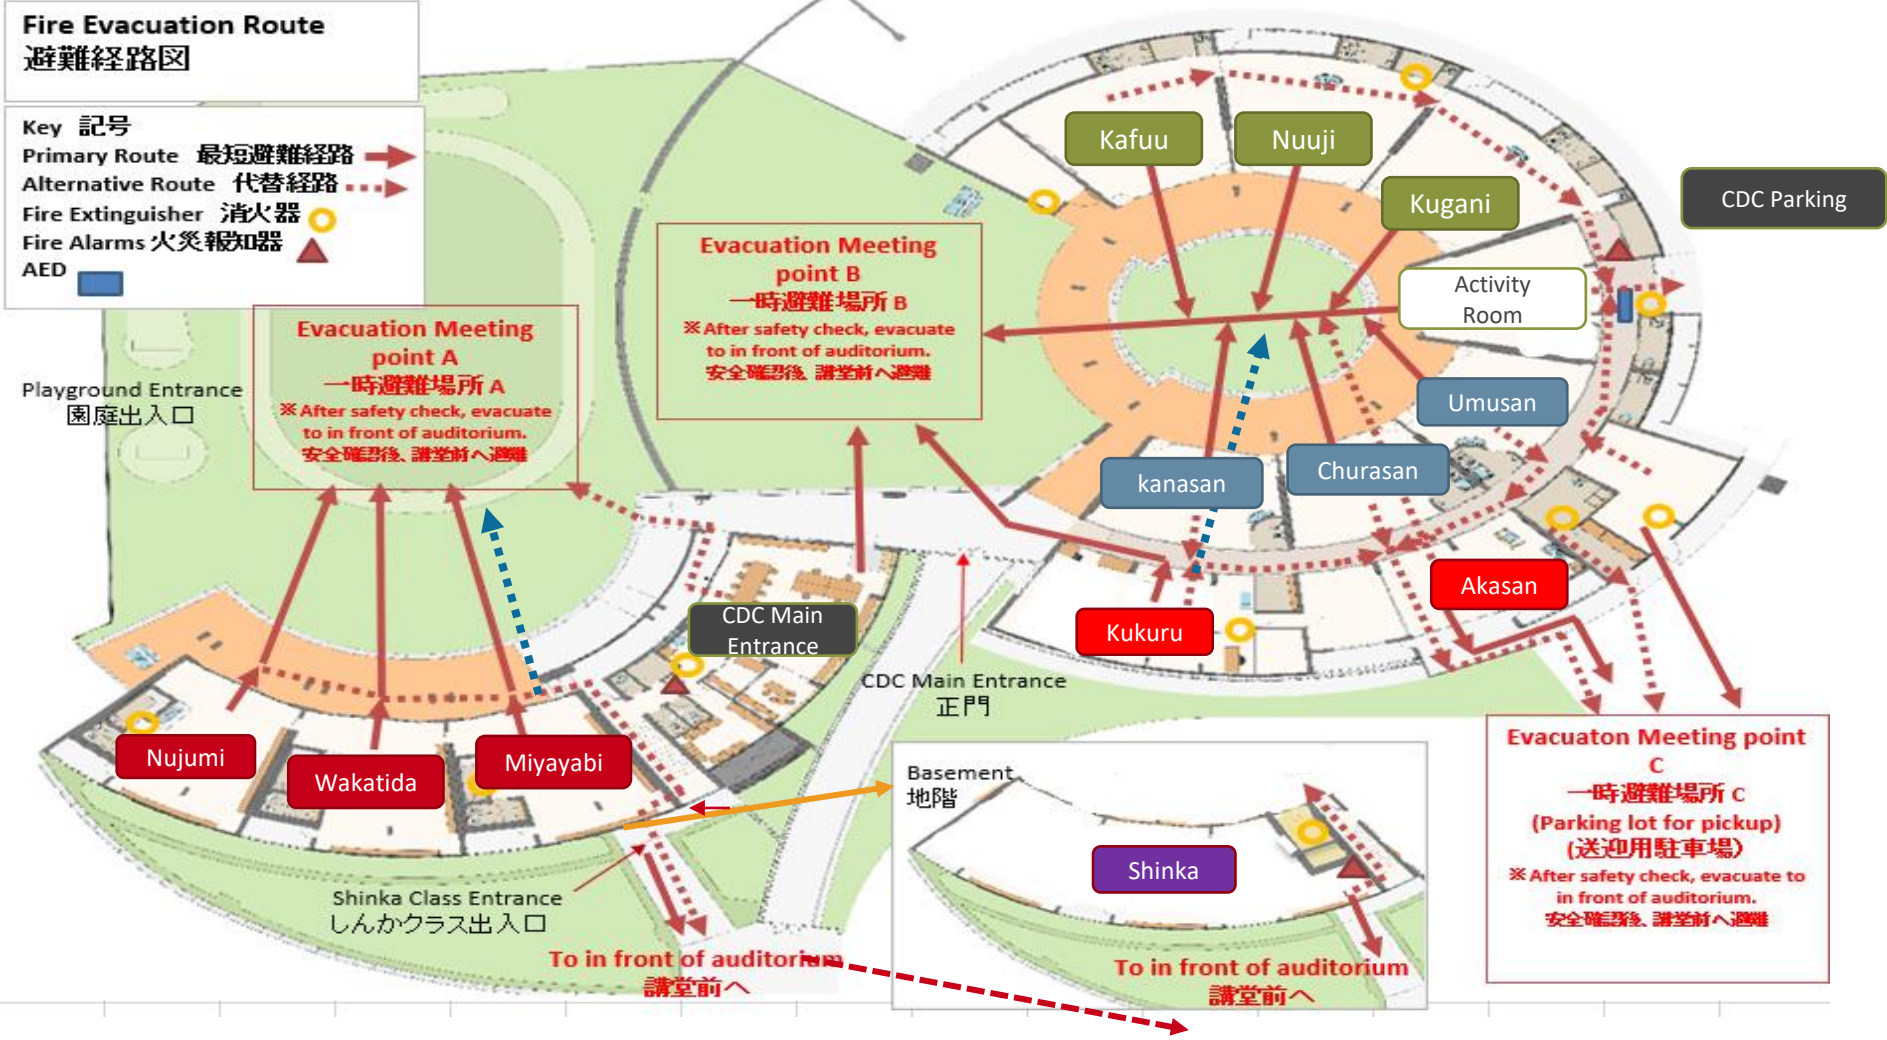 Fire Evacuation Route
避難経路図
Key 記号
Primary Route 最短避難経路
Alternative Route 代替経路
Fire Extinguisher 消火器
Fire Alarms 火災報知器
AED
Evacuation Meeting
point A
一時避難場所 A
※After safety check, evacuate
to in front of auditorium.
安全確認後、講堂前へ避難
Playground Entrance
園庭出入口
Evacuation Meeting
point B
一時避難場所 B
※After safety check, evacuate
to in front of auditorium.
安全確認後、講堂前へ避難
Kafuu
Nuuji
Kugani
CDC Parking
Activity
Room
Umusan
Churasan
kanasan
Akasan
Kukuru
CDC Main
Entrance
CDC Main Entrance
正門
Nujumi
Wakatida
Miyayabi
Shinka Class Entrance
しんかクラス出入口
To in front of auditorium
講堂前へ
Basement
地階
Shinka
To in front of auditorium
講堂前へ
Evacuaton Meeting point
C
一時避難場所 C
(Parking lot for pickup)
(送迎用駐車場)
※After safety check, evacuate to
in front of auditorium.
安全確認後、講堂前へ避難